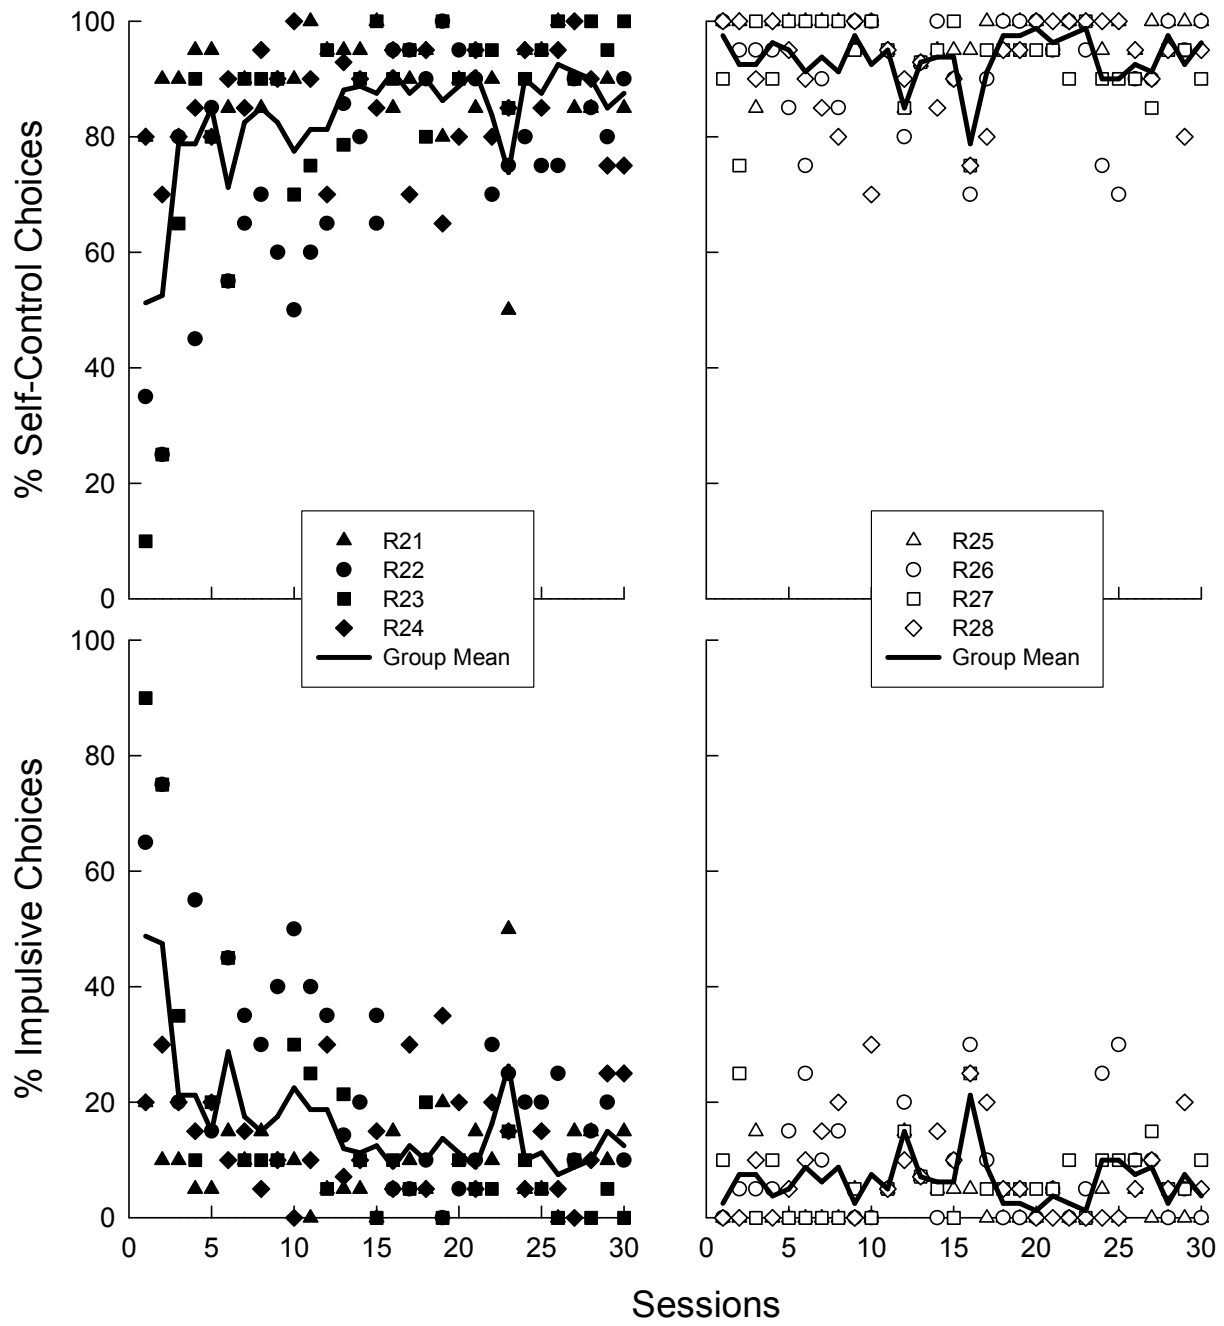 % Self-Control Choices
100
80
60
40
20
0
R21
R22
R23
R24
Group Mean
R25
R26
R27
R28
Group Mean
% Impulsive Choices
100
80
60
40
20
0
0 5 10 15 20 25 30
0 5 10 15 20 25 30
Sessions